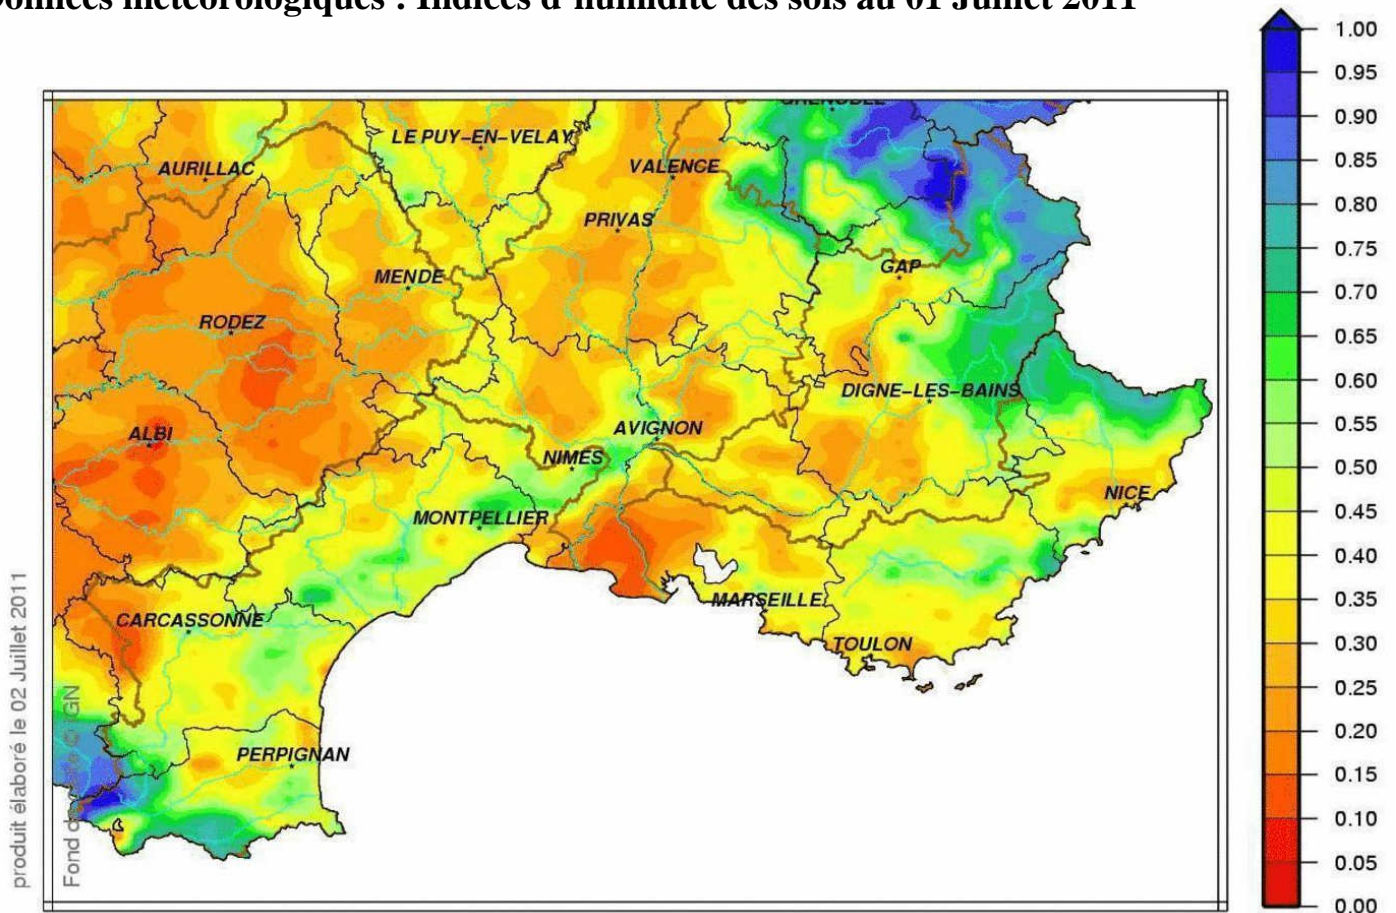 Données météorologiques : Indices d'humidité des sols au 01 Juillet 2011
GRENOBLE
LE PUY-EN-VELAY
AURILLAC
VALENCE
PRIVAS
GAP
MENDE
RODEZ
DIGNE-LES-BAINS
ALBI
AVIGNON
NIMES
NICE
MONTPELLIER
MARSEILLE
CARCASSONNE
TOULON
PERPIGNAN
1.00
0.95
0.90
0.85
0.80
0.75
0.70
0.65
0.60
0.55
0.50
0.45
0.40
0.35
0.30
0.25
0.20
0.15
0.10
0.05
0.00
produit élaboré le 02 Juillet 2011
Fond de IGN